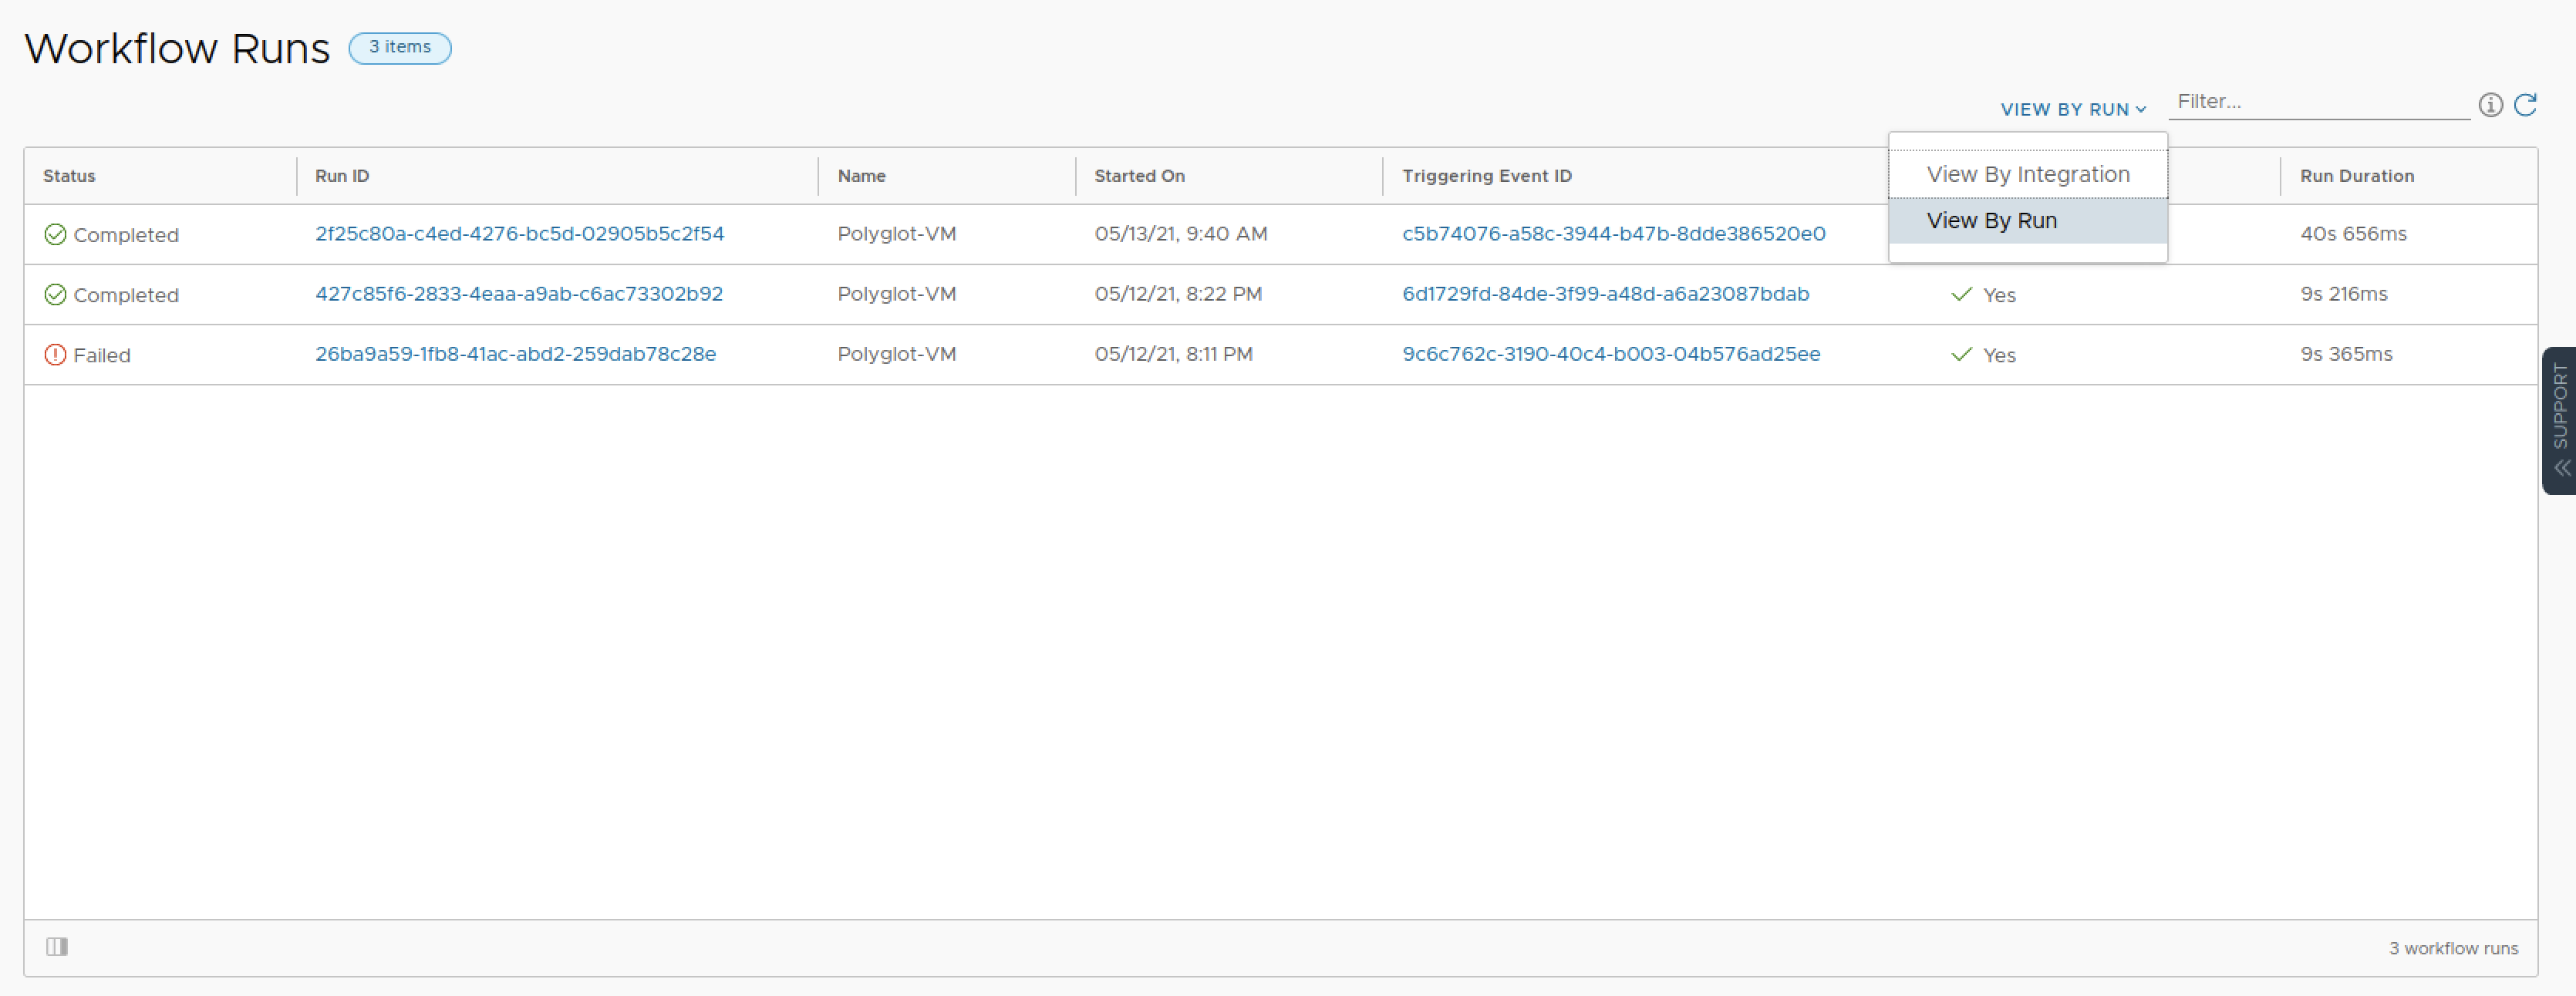 Workflow Runs 3 items
VIEW BY RUN Filter...
View By Integration
View By Run
Status Run ID Name Started On Triggering Event ID Run Duration
Completed 2f25c80a-c4ed-4276-bc5d-02905b5c2f54 Polyglot-VM 05/13/21, 9:40 AM c5b74076-a58c-3944-b47b-8dde386520e0 40s 656ms
Completed 427c85f6-2833-4eaa-a9ab-c6ac73302b92 Polyglot-VM 05/12/21, 8:22 PM 6d1729fd-84de-3f99-a48d-a6a23087bdab Yes 9s 216ms
Failed 26ba9a59-1fb8-41ac-abd2-259dab78c28e Polyglot-VM 05/12/21, 8:11 PM 9c6c762c-3190-40c4-b003-04b576ad25ee Yes 9s 365ms
SUPPORT
3 workflow runs